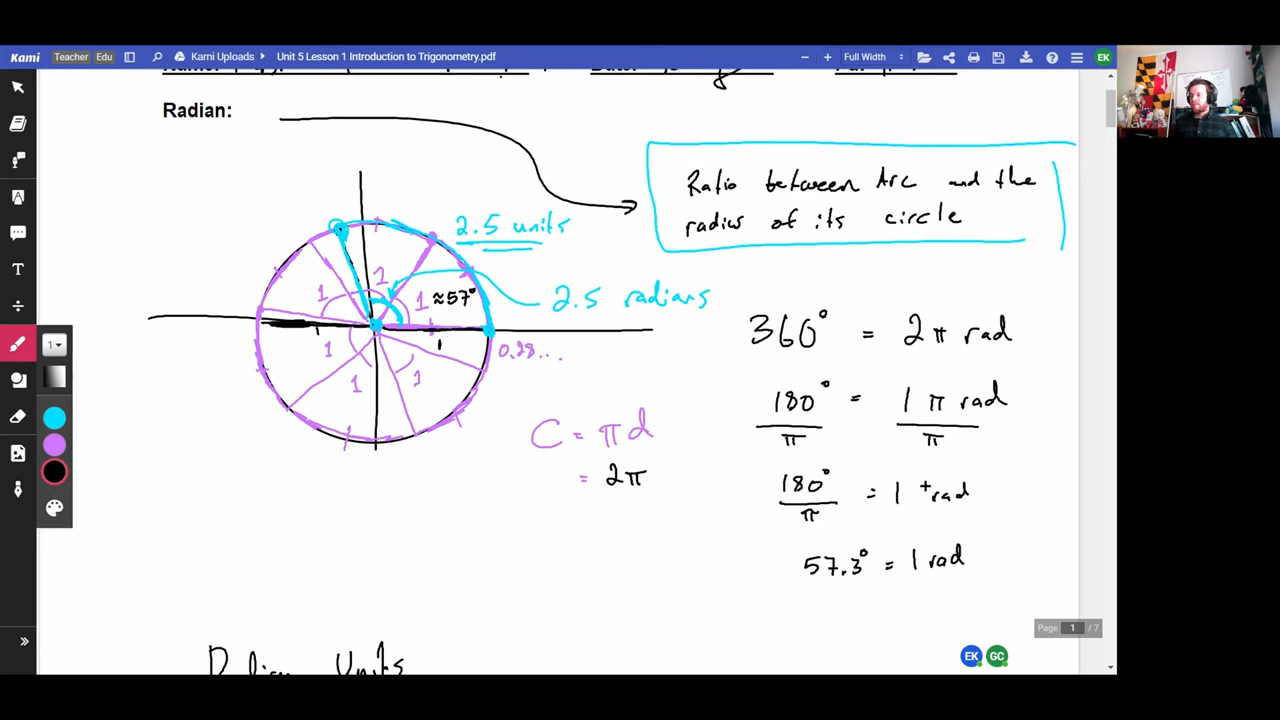 Kami Teacher Edu Kami Uploads Unit 5 Lesson 1 Introduction to Trigonometry.pdf Full Width EK
Radian:
Ratio between Arc and the
radius of its circle
2.5 units
2.5 radians
1 2 1 ≈57°
1 1 1
1
0.28...
C = πd
= 2π
360° = 2π rad
180° = 1 π rad
π π
180° = 1 rad
π
57.3° = 1 rad
1
Page 1 / 7
EK GC
Units